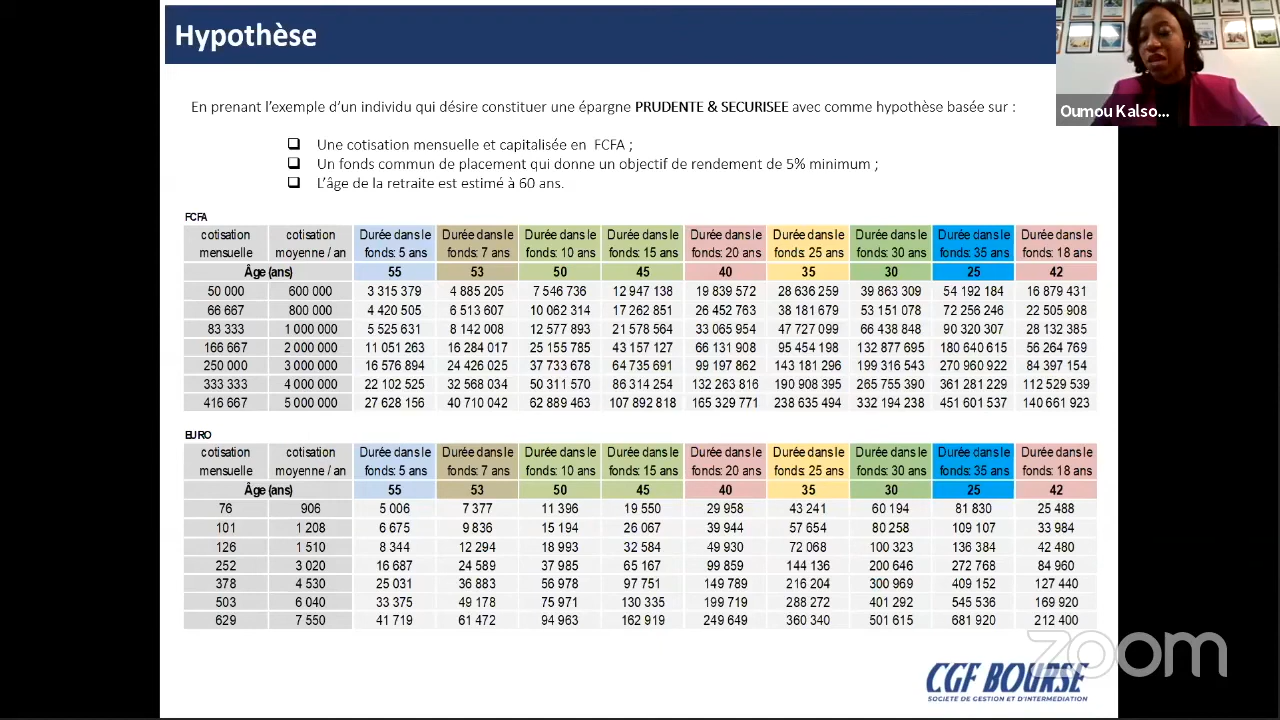 Hypothèse
Oumou Kalso...
En prenant l'exemple d'un individu qui désire constituer une épargne PRUDENTE & SECURISEE avec comme hypothèse basée sur :
Une cotisation mensuelle et capitalisée en FCFA ;
Un fonds commun de placement qui donne un objectif de rendement de 5% minimum ;
L'âge de la retraite est estimé à 60 ans.
FCFA
cotisation cotisation Durée dans le Durée dans le Durée dans le Durée dans le Durée dans le Durée dans le Durée dans le Durée dans le Durée dans le
mensuelle moyenne / an fonds: 5 ans fonds: 7 ans fonds: 10 ans fonds: 15 ans fonds: 20 ans fonds: 25 ans fonds: 30 ans fonds: 35 ans fonds: 18 ans
Âge (ans) 55 53 50 45 40 35 30 25 42
50 000 600 000 3 315 379 4 885 205 7 546 736 12 947 138 19 839 572 28 636 259 39 863 309 54 192 184 16 879 431
66 667 800 000 4 420 505 6 513 607 10 062 314 17 262 851 26 452 763 38 181 679 53 151 078 72 256 246 22 505 908
83 333 1 000 000 5 525 631 8 142 008 12 577 893 21 578 564 33 065 954 47 727 099 66 438 848 90 320 307 28 132 385
166 667 2 000 000 11 051 263 16 284 017 25 155 785 43 157 127 66 131 908 95 454 198 132 877 695 180 640 615 56 264 769
250 000 3 000 000 16 576 894 24 426 025 37 733 678 64 735 691 99 197 862 143 181 296 199 316 543 270 960 922 84 397 154
333 333 4 000 000 22 102 525 32 568 034 50 311 570 86 314 254 132 263 816 190 908 395 265 755 390 361 281 229 112 529 539
416 667 5 000 000 27 628 156 40 710 042 62 889 463 107 892 818 165 329 771 238 635 494 332 194 238 451 601 537 140 661 923
EURO
cotisation cotisation Durée dans le Durée dans le Durée dans le Durée dans le Durée dans le Durée dans le Durée dans le Durée dans le Durée dans le
mensuelle moyenne / an fonds: 5 ans fonds: 7 ans fonds: 10 ans fonds: 15 ans fonds: 20 ans fonds: 25 ans fonds: 30 ans fonds: 35 ans fonds: 18 ans
Âge (ans) 55 53 50 45 40 35 30 25 42
76 906 5 006 7 377 11 396 19 550 29 958 43 241 60 194 81 830 25 488
101 1 208 6 675 9 836 15 194 26 067 39 944 57 654 80 258 109 107 33 984
126 1 510 8 344 12 294 18 993 32 584 49 930 72 068 100 323 136 384 42 480
252 3 020 16 687 24 589 37 985 65 167 99 859 144 136 200 646 272 768 84 960
378 4 530 25 031 36 883 56 978 97 751 149 789 216 204 300 969 409 152 127 440
503 6 040 33 375 49 178 75 971 130 335 199 719 288 272 401 292 545 536 169 920
629 7 550 41 719 61 472 94 963 162 919 249 649 360 340 501 615 681 920 212 400
zoom
CGF BOURSE
SOCIETE DE GESTION ET D'INTERMEDIATION